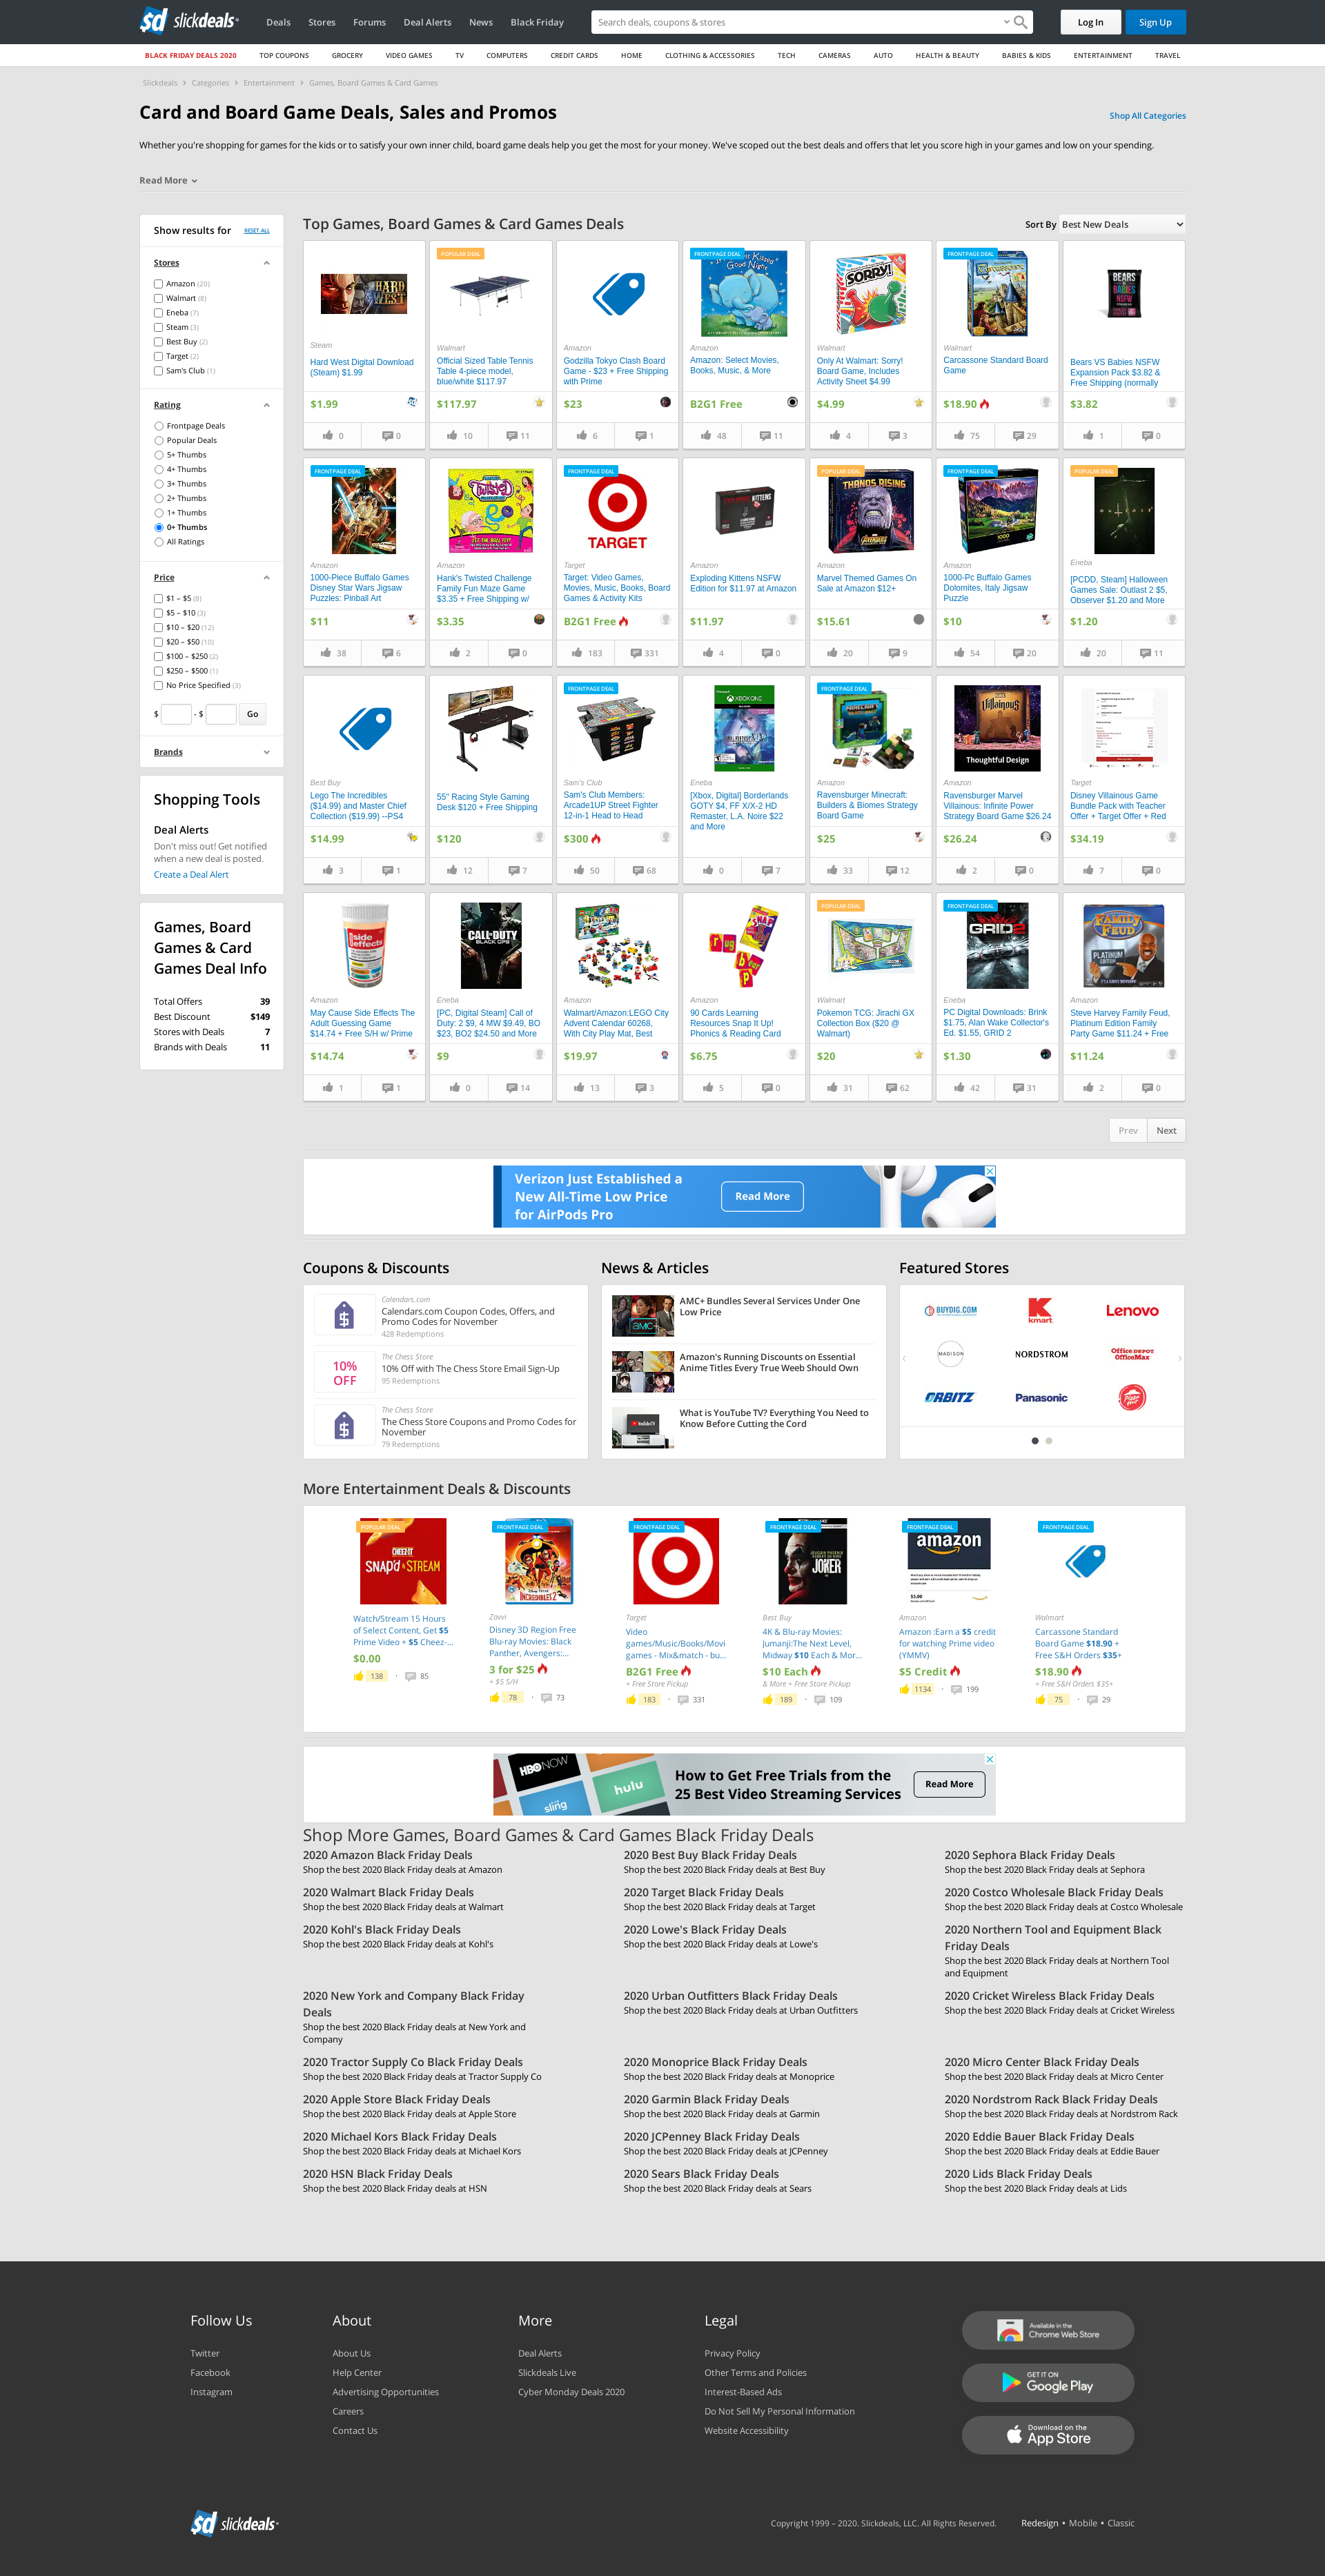 slickdeals
Deals
Stores
Forums
Deal Alerts
News
Black Friday
Search deals, coupons & stores
Log In
Sign Up
BLACK FRIDAY DEALS 2020
TOP COUPONS
GROCERY
VIDEO GAMES
TV
COMPUTERS
CREDIT CARDS
HOME
CLOTHING & ACCESSORIES
TECH
CAMERAS
AUTO
HEALTH & BEAUTY
BABIES & KIDS
ENTERTAINMENT
TRAVEL
Slickdeals > Categories > Entertainment > Games, Board Games & Card Games
Card and Board Game Deals, Sales and Promos
Shop All Categories
Whether you're shopping for games for the kids or to satisfy your own inner child, board game deals help you get the most for your money. We've scoped out the best deals and offers that let you score high in your games and low on your spending.
Read More
Show results for
RESET ALL
Stores
Amazon (20)
Walmart (8)
Eneba (7)
Steam (3)
Best Buy (2)
Target (2)
Sam's Club (1)
Rating
Frontpage Deals
Popular Deals
5+ Thumbs
4+ Thumbs
3+ Thumbs
2+ Thumbs
1+ Thumbs
0+ Thumbs
All Ratings
Price
$1 – $5 (8)
$5 – $10 (3)
$10 – $20 (12)
$20 – $50 (10)
$100 – $250 (2)
$250 – $500 (1)
No Price Specified (3)
$ - $ Go
Brands
Shopping Tools
Deal Alerts
Don't miss out! Get notified
when a new deal is posted.
Create a Deal Alert
Games, Board
Games & Card
Games Deal Info
Total Offers 39
Best Discount $149
Stores with Deals 7
Brands with Deals 11
Top Games, Board Games & Card Games Deals
Sort By Best New Deals
HARD WEST
Steam
Hard West Digital Download
(Steam) $1.99
$1.99
0 0
POPULAR DEAL
Walmart
Official Sized Table Tennis
Table 4-piece model,
blue/white $117.97
$117.97
10 11
Amazon
Godzilla Tokyo Clash Board
Game - $23 + Free Shipping
with Prime
$23
6 1
FRONTPAGE DEAL
Kissed
Good Night
Amazon
Amazon: Select Movies,
Books, Music, & More
B2G1 Free
48 11
SORRY!
Walmart
Only At Walmart: Sorry!
Board Game, Includes
Activity Sheet $4.99
$4.99
4 3
FRONTPAGE DEAL
Walmart
Carcassone Standard Board
Game
$18.90
75 29
BEARS VS BABIES NSFW
Bears VS Babies NSFW
Expansion Pack $3.82 &
Free Shipping (normally
$3.82
1 0
FRONTPAGE DEAL
Amazon
1000-Piece Buffalo Games
Disney Star Wars Jigsaw
Puzzles: Pinball Art
$11
38 6
Twisted
Amazon
Hank's Twisted Challenge
Family Fun Maze Game
$3.35 + Free Shipping w/
$3.35
2 0
FRONTPAGE DEAL
TARGET
Target
Target: Video Games,
Movies, Music, Books, Board
Games & Activity Kits
B2G1 Free
183 331
Amazon
Exploding Kittens NSFW
Edition for $11.97 at Amazon
$11.97
4 0
POPULAR DEAL
THANOS RISING
AVENGERS
Amazon
Marvel Themed Games On
Sale at Amazon $12+
$15.61
20 9
FRONTPAGE DEAL
1000
Amazon
1000-Pc Buffalo Games
Dolomites, Italy Jigsaw
Puzzle
$10
54 20
POPULAR DEAL
OUTLAST
Eneba
[PCDD, Steam] Halloween
Games Sale: Outlast 2 $5,
Observer $1.20 and More
$1.20
20 11
Best Buy
Lego The Incredibles
($14.99) and Master Chief
Collection ($19.99) --PS4
$14.99
3 1
55" Racing Style Gaming
Desk $120 + Free Shipping
$120
12 7
FRONTPAGE DEAL
Sam's Club
Sam's Club Members:
Arcade1UP Street Fighter
12-in-1 Head to Head
$300
50 68
XBOX ONE
Eneba
[Xbox, Digital] Borderlands
GOTY $4, FF X/X-2 HD
Remaster, L.A. Noire $22
and More
0 7
FRONTPAGE DEAL
MINECRAFT
Amazon
Ravensburger Minecraft:
Builders & Biomes Strategy
Board Game
$25
33 12
Villainous
Thoughtful Design
Amazon
Ravensburger Marvel
Villainous: Infinite Power
Strategy Board Game $26.24
$26.24
2 0
Target
Disney Villainous Game
Bundle Pack with Teacher
Offer + Target Offer + Red
$34.19
7 0
side effects
Amazon
May Cause Side Effects The
Adult Guessing Game
$14.74 + Free S/H w/ Prime
$14.74
1 1
CALL OF DUTY
BLACK OPS
Eneba
[PC, Digital Steam] Call of
Duty: 2 $9, 4 MW $9.49, BO
$23, BO2 $24.50 and More
$9
0 14
Amazon
Walmart/Amazon:LEGO City
Advent Calendar 60268,
With City Play Mat, Best
$19.97
13 3
SNAP
r ug
b
p
Amazon
90 Cards Learning
Resources Snap It Up!
Phonics & Reading Card
$6.75
5 0
POPULAR DEAL
Walmart
Pokemon TCG: Jirachi GX
Collection Box ($20 @
Walmart)
$20
31 62
FRONTPAGE DEAL
GRID 2
Eneba
PC Digital Downloads: Brink
$1.75, Alan Wake Collector's
Ed. $1.55, GRID 2
$1.30
42 31
FAMILY FEUD
PLATINUM EDITION
Amazon
Steve Harvey Family Feud,
Platinum Edition Family
Party Game $11.24 + Free
$11.24
2 0
Prev Next
Verizon Just Established a
New All-Time Low Price
for AirPods Pro
Read More
Coupons & Discounts
Calendars.com
Calendars.com Coupon Codes, Offers, and
Promo Codes for November
428 Redemptions
10%
OFF
The Chess Store
10% Off with The Chess Store Email Sign-Up
95 Redemptions
The Chess Store
The Chess Store Coupons and Promo Codes for
November
79 Redemptions
News & Articles
AMC+
AMC+ Bundles Several Services Under One
Low Price
Amazon's Running Discounts on Essential
Anime Titles Every True Weeb Should Own
YouTubeTV
What is YouTube TV? Everything You Need to
Know Before Cutting the Cord
Featured Stores
BUYDIG.COM
kmart
Lenovo
MADISON
NORDSTROM
Office DEPOT
OfficeMax
ORBITZ
Panasonic
Pizza Hut
More Entertainment Deals & Discounts
POPULAR DEAL
CHEEZ-IT
SNAP'd & STREAM
Watch/Stream 15 Hours
of Select Content, Get $5
Prime Video + $5 Cheez-...
$0.00
138 · 85
FRONTPAGE DEAL
INCREDIBLES 2
Zavvi
Disney 3D Region Free
Blu-ray Movies: Black
Panther, Avengers:...
3 for $25
+ $5 S/H
78 · 73
FRONTPAGE DEAL
Target
Video
games/Music/Books/Movi
games - Mix&match - bu...
B2G1 Free
+ Free Store Pickup
183 · 331
FRONTPAGE DEAL
JOKER
Best Buy
4K & Blu-ray Movies:
Jumanji:The Next Level,
Midway $10 Each & Mor...
$10 Each
& More + Free Store Pickup
189 · 109
FRONTPAGE DEAL
amazon
$5.00
Amazon
Amazon :Earn a $5 credit
for watching Prime video
(YMMV)
$5 Credit
1134 · 199
FRONTPAGE DEAL
Walmart
Carcassone Standard
Board Game $18.90 +
Free S&H Orders $35+
$18.90
+ Free S&H Orders $35+
75 · 29
HBO NOW
sling
hulu
How to Get Free Trials from the
25 Best Video Streaming Services
Read More
Shop More Games, Board Games & Card Games Black Friday Deals
2020 Amazon Black Friday Deals
Shop the best 2020 Black Friday deals at Amazon
2020 Best Buy Black Friday Deals
Shop the best 2020 Black Friday deals at Best Buy
2020 Sephora Black Friday Deals
Shop the best 2020 Black Friday deals at Sephora
2020 Walmart Black Friday Deals
Shop the best 2020 Black Friday deals at Walmart
2020 Target Black Friday Deals
Shop the best 2020 Black Friday deals at Target
2020 Costco Wholesale Black Friday Deals
Shop the best 2020 Black Friday deals at Costco Wholesale
2020 Kohl's Black Friday Deals
Shop the best 2020 Black Friday deals at Kohl's
2020 Lowe's Black Friday Deals
Shop the best 2020 Black Friday deals at Lowe's
2020 Northern Tool and Equipment Black
Friday Deals
Shop the best 2020 Black Friday deals at Northern Tool
and Equipment
2020 New York and Company Black Friday
Deals
Shop the best 2020 Black Friday deals at New York and
Company
2020 Urban Outfitters Black Friday Deals
Shop the best 2020 Black Friday deals at Urban Outfitters
2020 Cricket Wireless Black Friday Deals
Shop the best 2020 Black Friday deals at Cricket Wireless
2020 Tractor Supply Co Black Friday Deals
Shop the best 2020 Black Friday deals at Tractor Supply Co
2020 Monoprice Black Friday Deals
Shop the best 2020 Black Friday deals at Monoprice
2020 Micro Center Black Friday Deals
Shop the best 2020 Black Friday deals at Micro Center
2020 Apple Store Black Friday Deals
Shop the best 2020 Black Friday deals at Apple Store
2020 Garmin Black Friday Deals
Shop the best 2020 Black Friday deals at Garmin
2020 Nordstrom Rack Black Friday Deals
Shop the best 2020 Black Friday deals at Nordstrom Rack
2020 Michael Kors Black Friday Deals
Shop the best 2020 Black Friday deals at Michael Kors
2020 JCPenney Black Friday Deals
Shop the best 2020 Black Friday deals at JCPenney
2020 Eddie Bauer Black Friday Deals
Shop the best 2020 Black Friday deals at Eddie Bauer
2020 HSN Black Friday Deals
Shop the best 2020 Black Friday deals at HSN
2020 Sears Black Friday Deals
Shop the best 2020 Black Friday deals at Sears
2020 Lids Black Friday Deals
Shop the best 2020 Black Friday deals at Lids
Follow Us
Twitter
Facebook
Instagram
About
About Us
Help Center
Advertising Opportunities
Careers
Contact Us
More
Deal Alerts
Slickdeals Live
Cyber Monday Deals 2020
Legal
Privacy Policy
Other Terms and Policies
Interest-Based Ads
Do Not Sell My Personal Information
Website Accessibility
Available in the
Chrome Web Store
GET IT ON
Google Play
Download on the
App Store
slickdeals
Copyright 1999 – 2020. Slickdeals, LLC. All Rights Reserved.
Redesign • Mobile • Classic